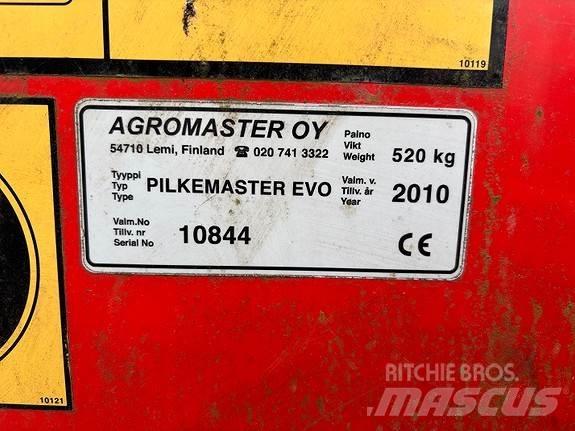 10119
AGROMASTER OY
54710 Lemi, Finland ☎ 020 741 3322
Paino
Vikt
Weight 520 kg
Tyyppi
Typ
Type PILKEMASTER EVO
Valm. v.
Tillv. år
Year 2010
Valm.No
Tillv. nr
Serial No 10844
CE
10121
RITCHIE BROS.
MASCUS